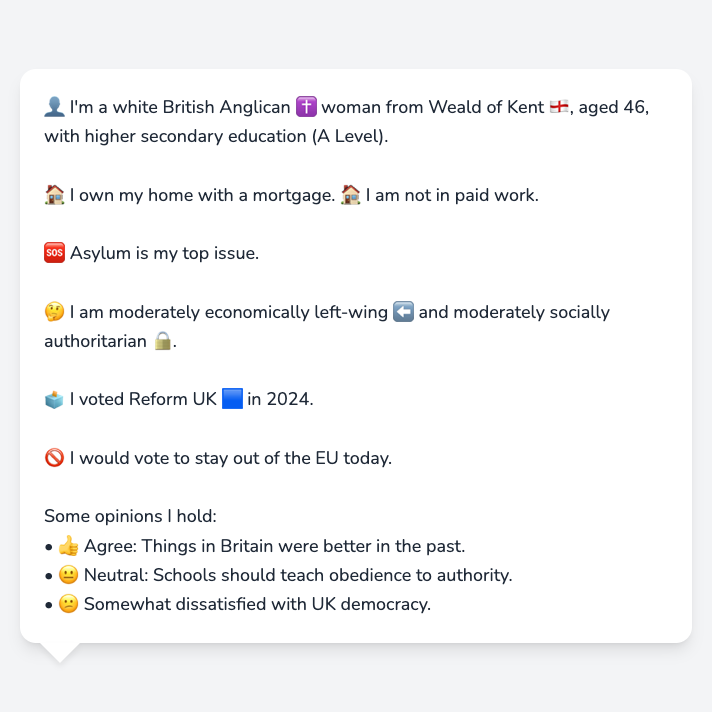 👤 I'm a white British Anglican ✝️ woman from Weald of Kent 🏴󠁧󠁢󠁥󠁮󠁧󠁿, aged 46,
with higher secondary education (A Level).
🏠 I own my home with a mortgage. 🏠 I am not in paid work.
🆘 Asylum is my top issue.
🤔 I am moderately economically left-wing ⬅️ and moderately socially
authoritarian 🔒.
🗳️ I voted Reform UK 🟦 in 2024.
🚫 I would vote to stay out of the EU today.
Some opinions I hold:
• 👍 Agree: Things in Britain were better in the past.
• 😐 Neutral: Schools should teach obedience to authority.
• 😕 Somewhat dissatisfied with UK democracy.